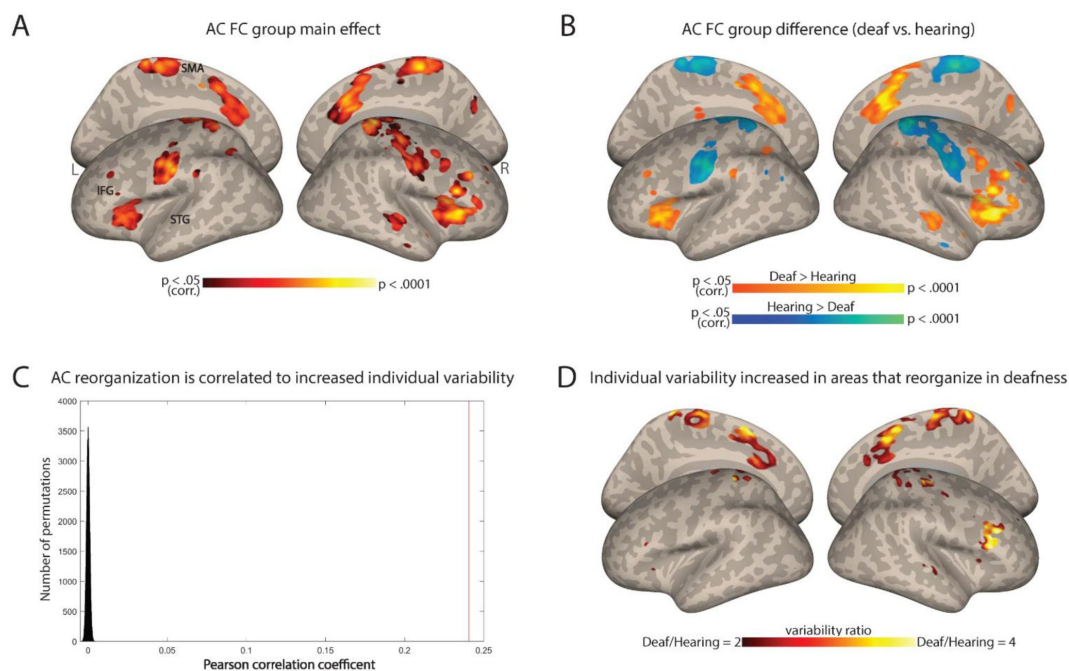 A
AC FC group main effect
SMA
L
R
IFG
STG
p < .05
(corr.)
p < .0001
B
AC FC group difference (deaf vs. hearing)
p < .05
(corr.)
Deaf > Hearing
p < .0001
p < .05
(corr.)
Hearing > Deaf
p < .0001
C
AC reorganization is correlated to increased individual variability
Number of permutations
4000
3500
3000
2500
2000
1500
1000
500
0
0
0.05
0.1
0.15
0.2
0.25
Pearson correlation coefficent
D
Individual variability increased in areas that reorganize in deafness
variability ratio
Deaf/Hearing = 2
Deaf/Hearing = 4